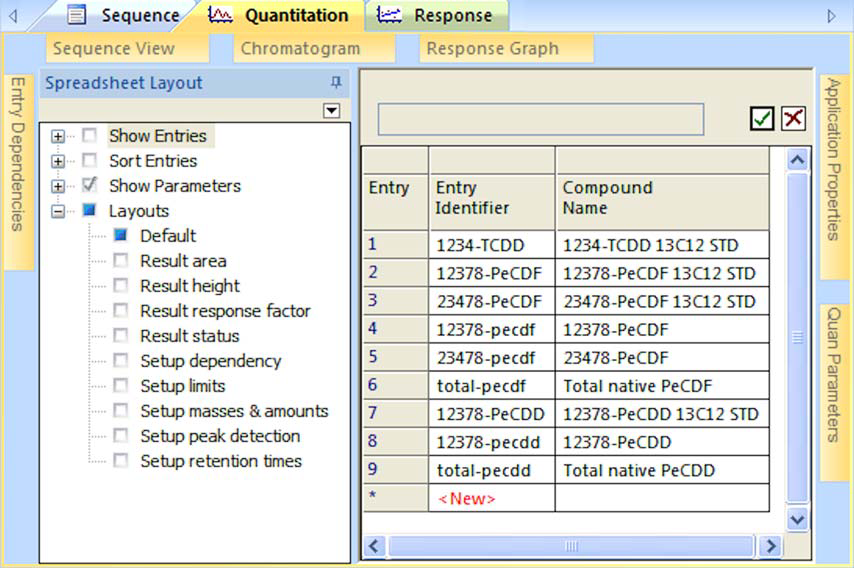 Sequence Quantitation Response
Sequence View Chromatogram Response Graph
Entry Dependencies
Spreadsheet Layout
Show Entries
Sort Entries
Show Parameters
Layouts
Default
Result area
Result height
Result response factor
Result status
Setup dependency
Setup limits
Setup masses & amounts
Setup peak detection
Setup retention times
Entry Entry Identifier Compound Name
1 1234-TCDD 1234-TCDD 13C12 STD
2 12378-PeCDF 12378-PeCDF 13C12 STD
3 23478-PeCDF 23478-PeCDF 13C12 STD
4 12378-pecdf 12378-PeCDF
5 23478-pecdf 23478-PeCDF
6 total-pecdf Total native PeCDF
7 12378-PeCDD 12378-PeCDD 13C12 STD
8 12378-pecdd 12378-PeCDD
9 total-pecdd Total native PeCDD
* <New>
Application Properties
Quan Parameters